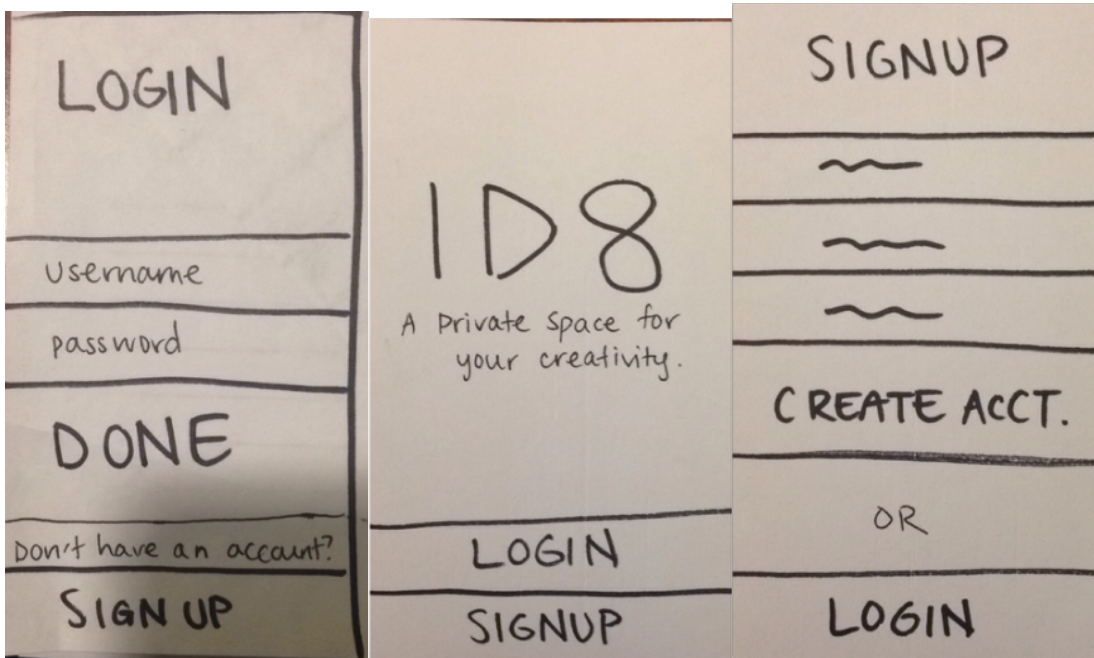 LOGIN
username
password
DONE
Don't have an account?
SIGN UP
ID8
A Private Space for
your creativity.
LOGIN
SIGNUP
SIGNUP
CREATE ACCT.
OR
LOGIN